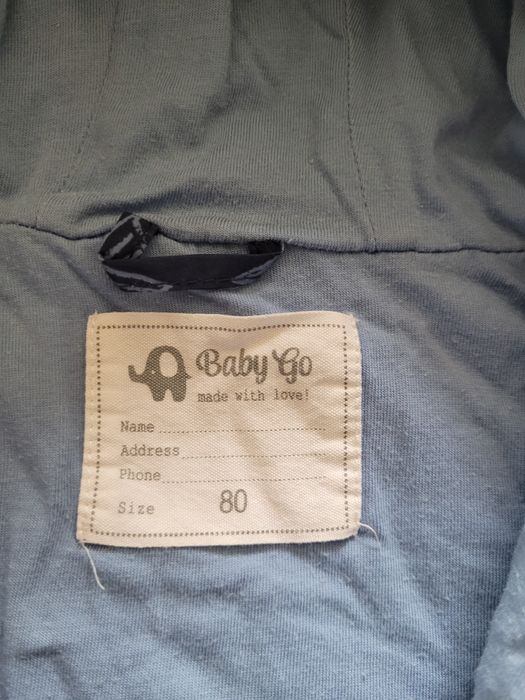 Baby Go
made with love!
Name
Address
Phone
Size 80